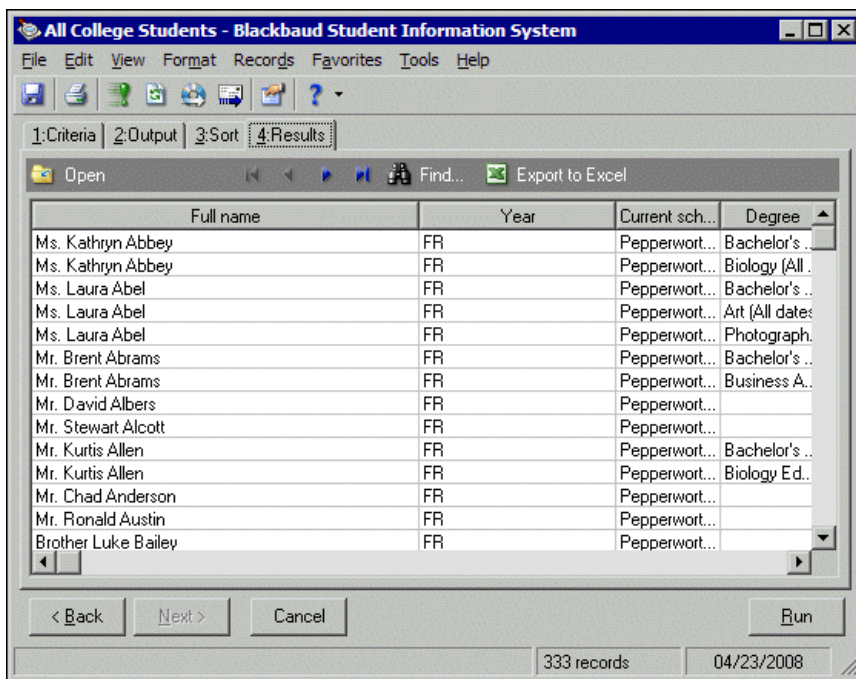 All College Students - Blackbaud Student Information System
File Edit View Format Records Favorites Tools Help
1:Criteria 2:Output 3:Sort 4:Results
Open Find... Export to Excel
Full name Year Current sch... Degree
Ms. Kathryn Abbey FR Pepperwort... Bachelor's ...
Ms. Kathryn Abbey FR Pepperwort... Biology (All ...
Ms. Laura Abel FR Pepperwort... Bachelor's ...
Ms. Laura Abel FR Pepperwort... Art (All dates
Ms. Laura Abel FR Pepperwort... Photograph...
Mr. Brent Abrams FR Pepperwort... Bachelor's ...
Mr. Brent Abrams FR Pepperwort... Business A...
Mr. David Albers FR Pepperwort...
Mr. Stewart Alcott FR Pepperwort...
Mr. Kurtis Allen FR Pepperwort... Bachelor's ...
Mr. Kurtis Allen FR Pepperwort... Biology Ed...
Mr. Chad Anderson FR Pepperwort...
Mr. Ronald Austin FR Pepperwort...
Brother Luke Bailey FR Pepperwort...
< Back Next > Cancel Run
333 records 04/23/2008